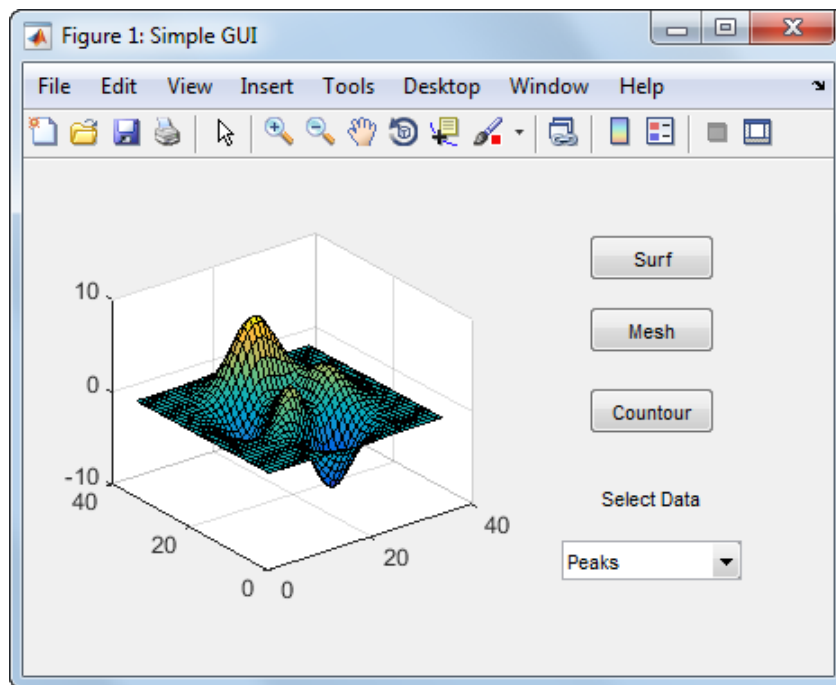 Figure 1: Simple GUI
File Edit View Insert Tools Desktop Window Help
10
0
-10
40
20
0
0
20
40
Surf
Mesh
Countour
Select Data
Peaks